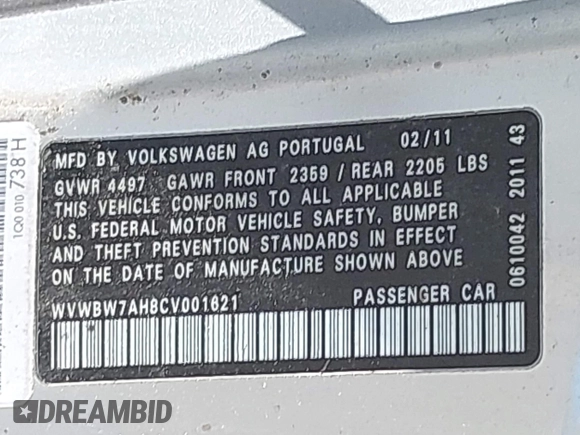 MFD BY VOLKSWAGEN AG PORTUGAL 02/11
GVWR 4497 GAWR FRONT 2359 / REAR 2205 LBS
THIS VEHICLE CONFORMS TO ALL APPLICABLE
U.S. FEDERAL MOTOR VEHICLE SAFETY, BUMPER
AND THEFT PREVENTION STANDARDS IN EFFECT
ON THE DATE OF MANUFACTURE SHOWN ABOVE
WVWBW7AH8CV001621 PASSENGER CAR
0610042 2011 43
1Q0 010 738 H
DREAMBID